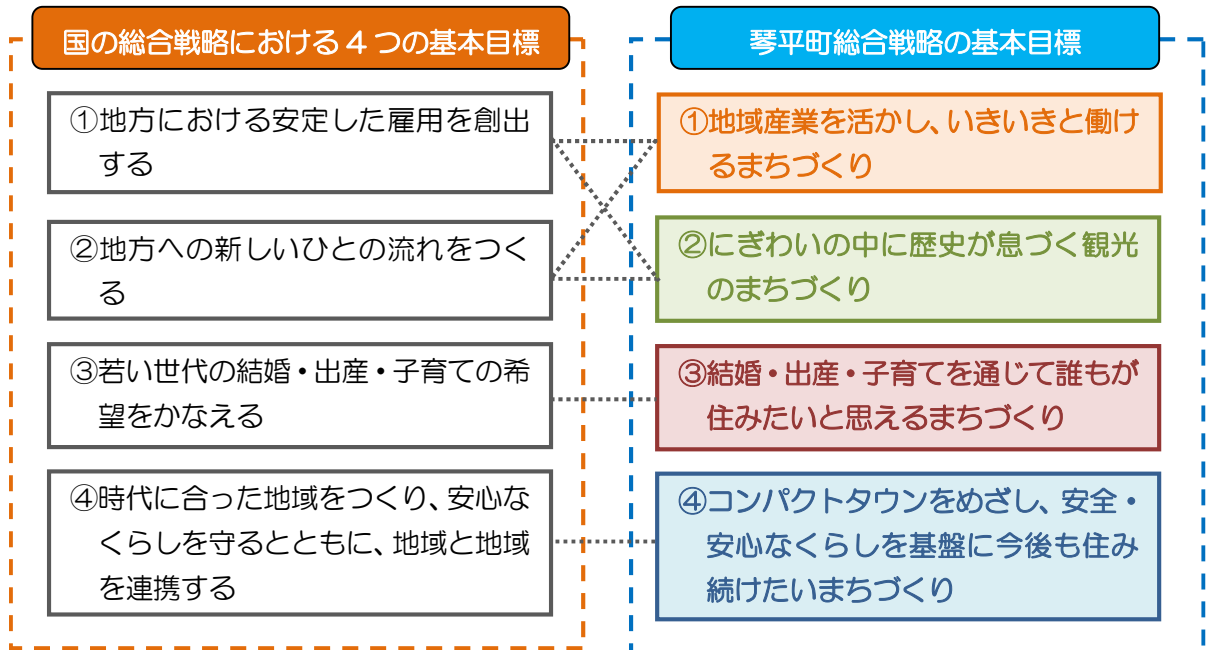 国の総合戦略における4つの基本目標
①地方における安定した雇用を創出
する
②地方への新しいひとの流れをつく
る
③若い世代の結婚・出産・子育ての希
望をかなえる
④時代に合った地域をつくり、安心な
くらしを守るとともに、地域と地域
を連携する
琴平町総合戦略の基本目標
①地域産業を活かし、いきいきと働け
るまちづくり
②にぎわいの中に歴史が息づく観光
のまちづくり
③結婚・出産・子育てを通じて誰もが
住みたいと思えるまちづくり
④コンパクトタウンをめざし、安全・
安心なくらしを基盤に今後も住み
続けたいまちづくり